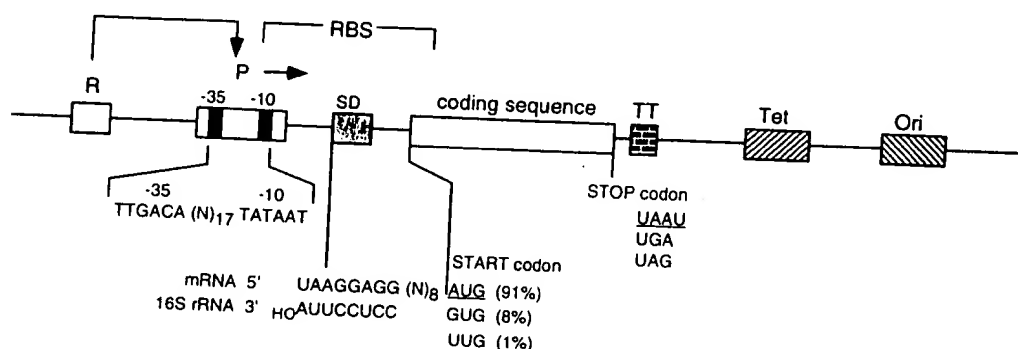 RBS
R
P
-35 -10
SD
coding sequence
TT
Tet
Ori
-35 -10
TTGACA (N)17 TATAAT
STOP codon
UAAU
UGA
UAG
START codon
mRNA 5' UAAGGAGG (N)8 AUG (91%)
16S rRNA 3' HOAUUCCUCC GUG (8%)
UUG (1%)